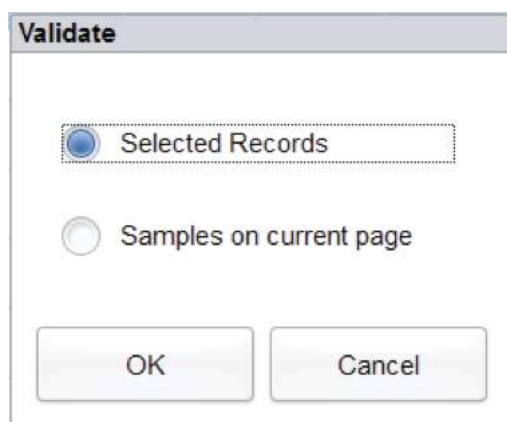 Validate
Selected Records
Samples on current page
OK
Cancel